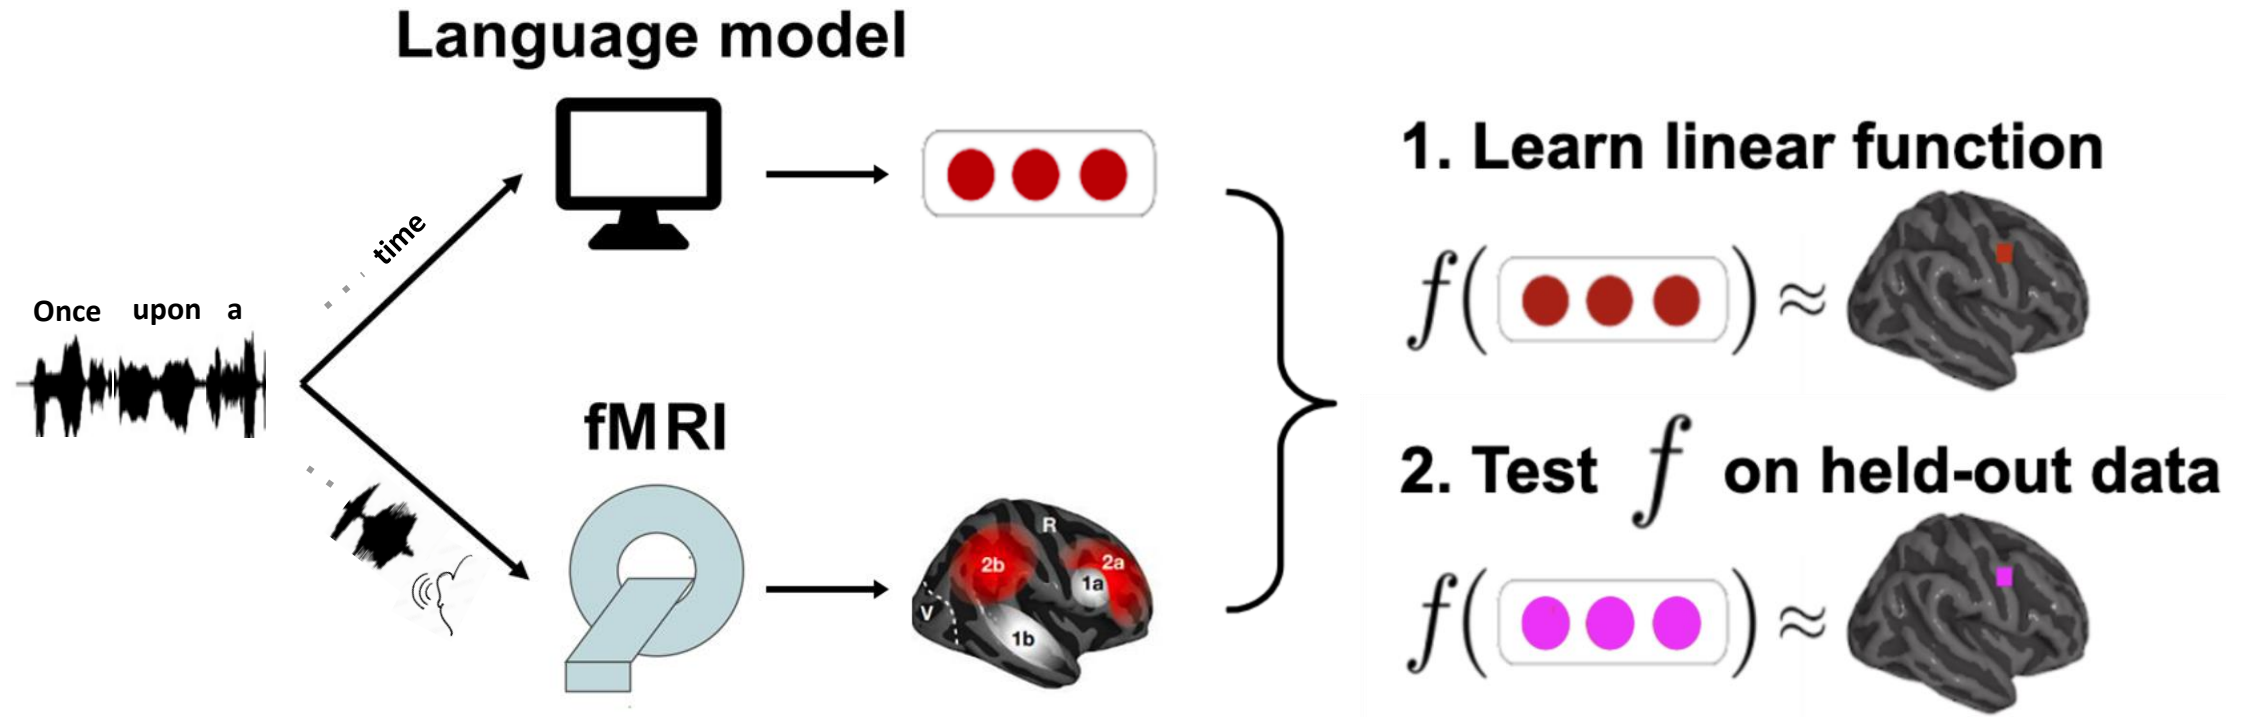 Language model
time
Once upon a
fMRI
R
2b
2a
1a
V
1b
1. Learn linear function
f( ) ≈
2. Test f on held-out data
f( ) ≈